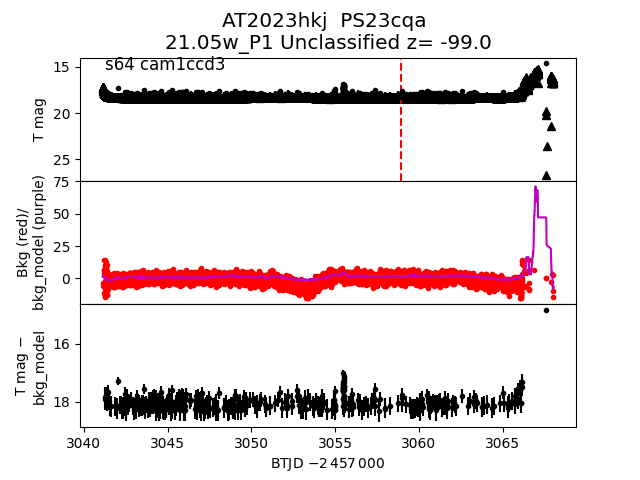 AT2023hkj  PS23cqa
21.05w_P1 Unclassified z= -99.0
s64 cam1ccd3
15
20
25
T mag
75
50
25
0
Bkg (red)/
bkg_model (purple)
16
18
T mag −
bkg_model
3040
3045
3050
3055
3060
3065
BTJD −2 457 000